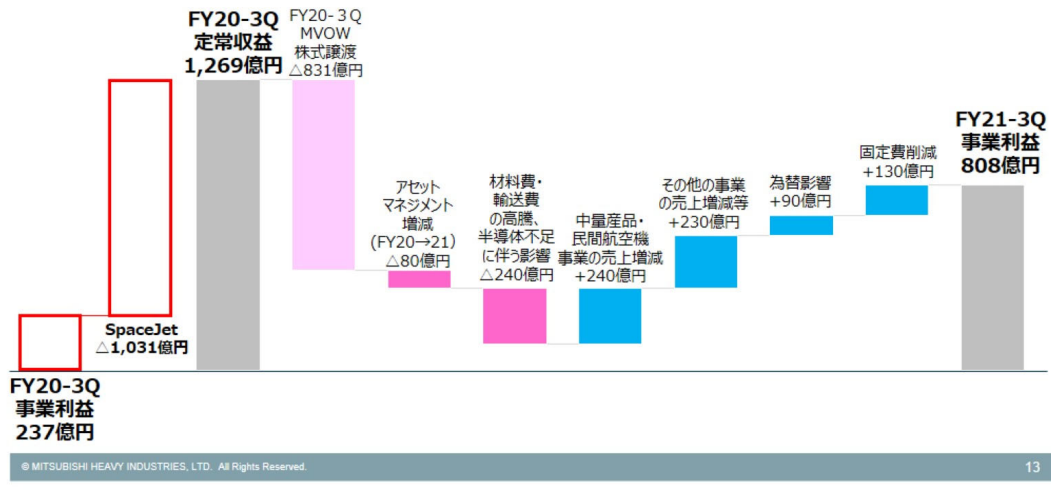 FY20-3Q
定常収益
1,269億円
FY20-3Q
MVOW
株式譲渡
△831億円
アセット
マネジメント
増減
(FY20→21)
△80億円
材料費・
輸送費
の高騰、
半導体不足
に伴う影響
△240億円
中量産品・
民間航空機
事業の売上増減
+240億円
その他の事業
の売上増減等
+230億円
為替影響
+90億円
固定費削減
+130億円
FY21-3Q
事業利益
808億円
SpaceJet
△1,031億円
FY20-3Q
事業利益
237億円
© MITSUBISHI HEAVY INDUSTRIES, LTD. All Rights Reserved.
13